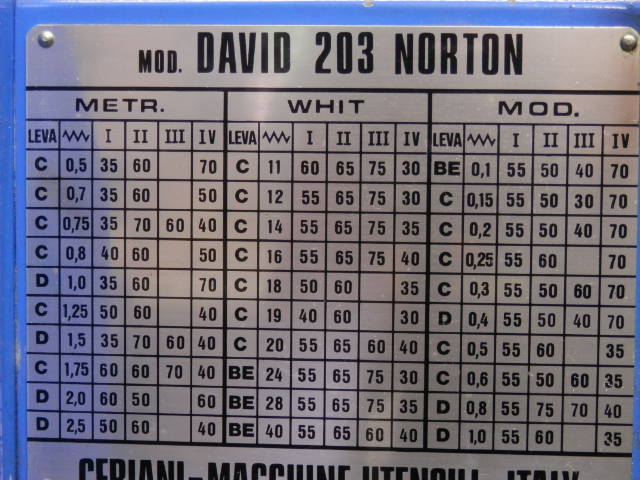 MOD. DAVID 203 NORTON
METR. WHIT MOD.
LEVA I II III IV LEVA I II III IV LEVA I II III IV
C 0,5 35 60 70 C 11 60 65 75 30 BE 0,1 55 50 40 70
C 0,7 35 60 50 C 12 55 65 75 30 C 0,15 55 50 30 70
C 0,75 35 70 60 40 C 14 55 65 75 35 C 0,2 55 50 40 70
C 0,8 40 60 50 C 16 55 65 75 40 C 0,25 55 60 70
D 1,0 35 60 70 C 18 50 60 35 C 0,3 55 50 60 70
C 1,25 50 60 40 C 19 40 60 30 D 0,4 55 50 40 70
D 1,5 35 70 60 40 C 20 55 65 60 40 C 0,5 55 60 35
C 1,75 60 60 70 40 BE 24 55 65 75 30 C 0,6 55 50 60 35
D 2,0 60 50 60 BE 28 55 65 75 35 D 0,8 55 75 70 40
D 2,5 50 60 40 BE 40 55 65 60 40 D 1,0 55 60 35
CERIANI-MACCHINE UTENSILI-ITALY